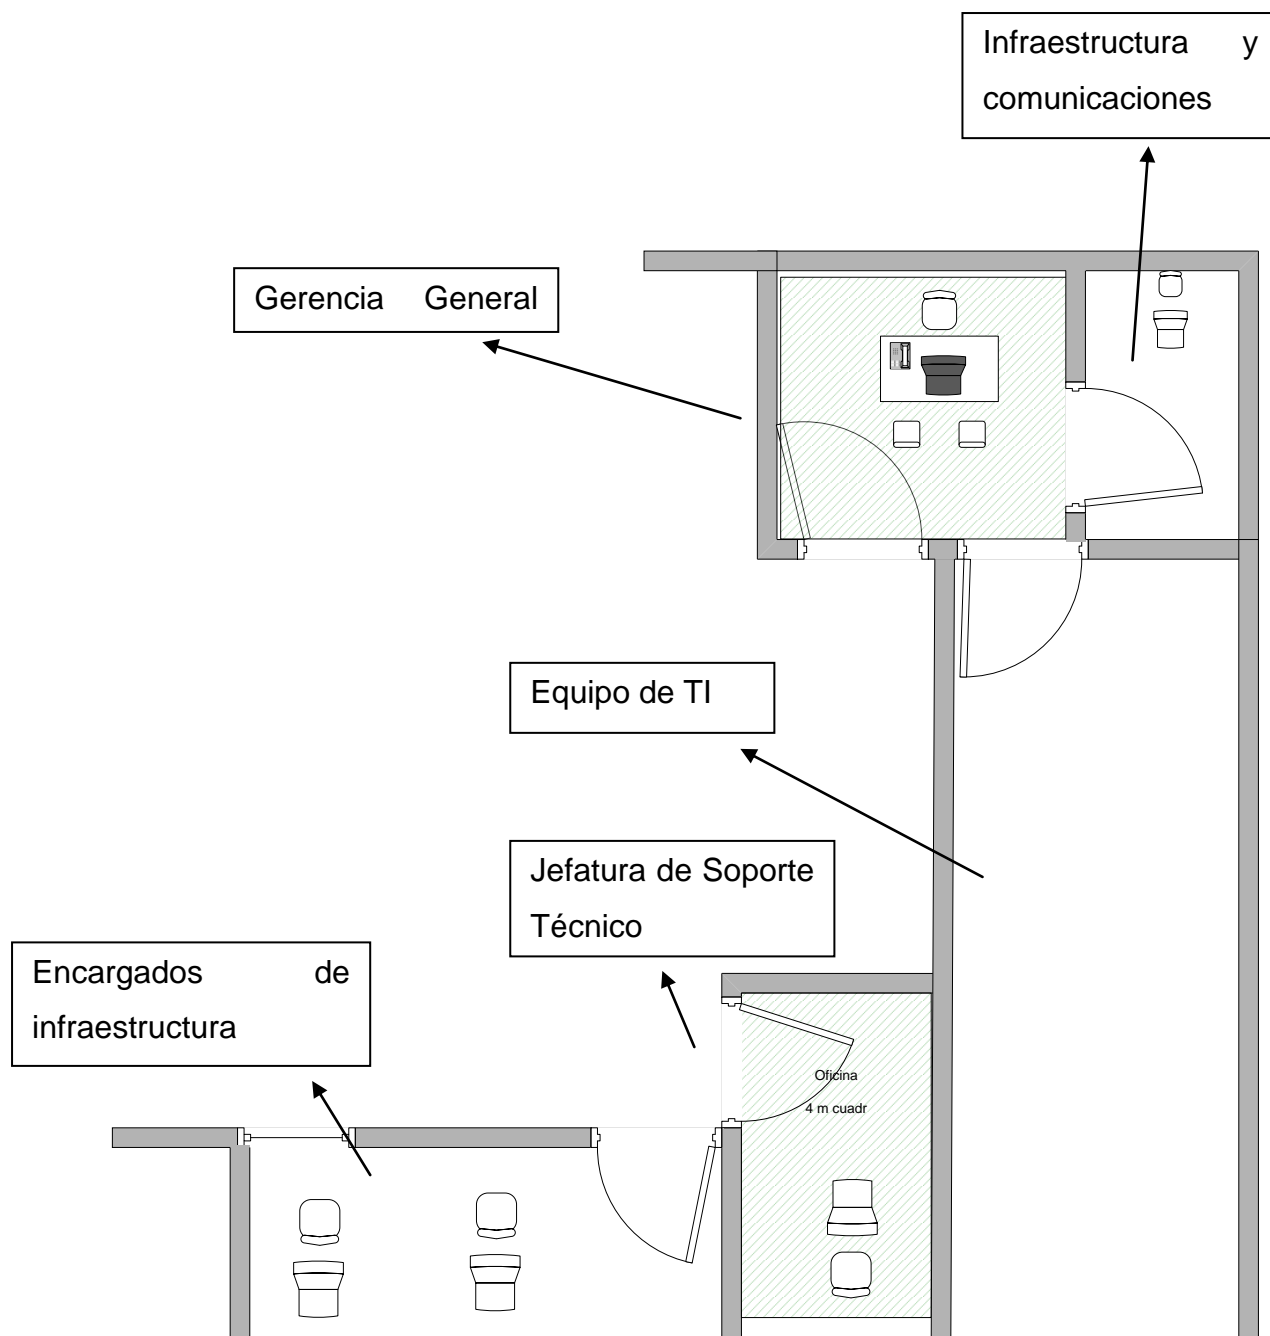 Infraestructura y
comunicaciones
Gerencia General
Equipo de TI
Jefatura de Soporte
Técnico
Encargados de
infraestructura
Oficina
4 m cuadr